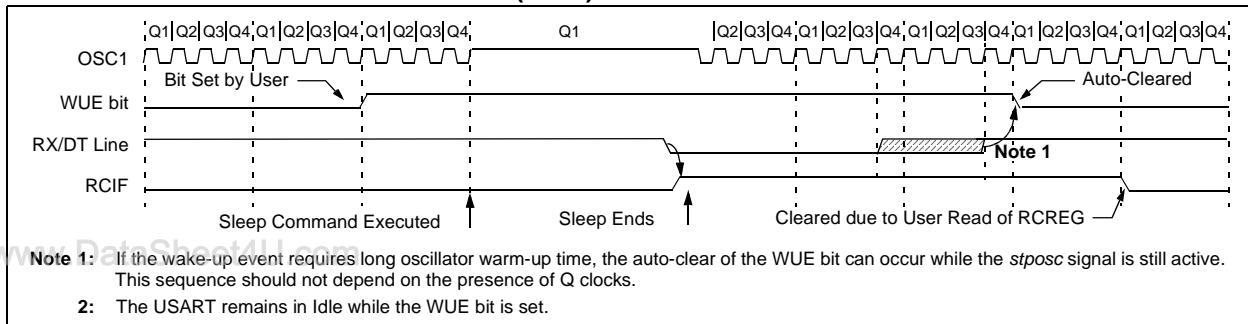 Q1 Q2 Q3 Q4 Q1 Q2 Q3 Q4 Q1 Q2 Q3 Q4 Q1 Q2 Q3 Q4 Q1 Q2 Q3 Q4 Q1 Q2 Q3 Q4 Q1 Q2 Q3 Q4 Q1 Q2 Q3 Q4
OSC1
Bit Set by User
Auto-Cleared
WUE bit
RX/DT Line
Note 1
RCIF
Sleep Command Executed
Sleep Ends
Cleared due to User Read of RCREG
www.DataSheet4U.com
Note 1: If the wake-up event requires long oscillator warm-up time, the auto-clear of the WUE bit can occur while the stposc signal is still active.
This sequence should not depend on the presence of Q clocks.
2: The USART remains in Idle while the WUE bit is set.